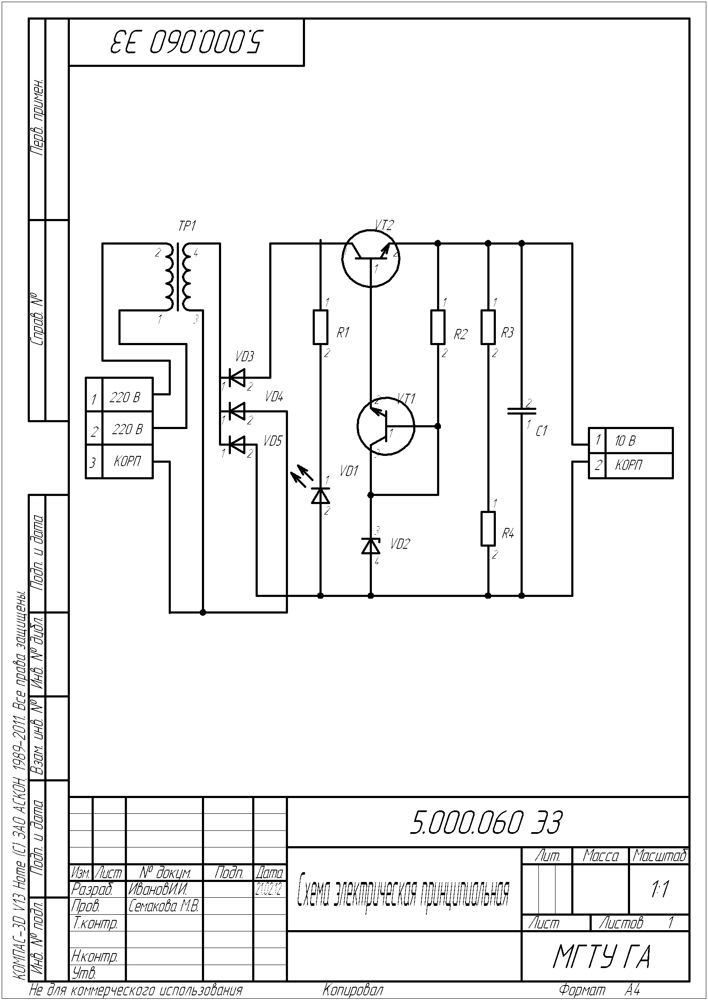 5.000.060 ЭЗ
Перв. примен.
Справ. №
Подп. и дата
Инв. № дубл.
Взам. инв. №
Подп. и дата
Инв. № подл.
КОМПАС-3D V13 Home (C) ЗАО АСКОН, 1989-2011. Все права защищены.
TP1
2
4
1
3
1 220 В
2 220 В
3 КОРП
VD3
1 2
VD4
1 2
VD5
1 2
VT2
1
2
1
R1
2
1
R2
2
1
R3
2
2
VT1
1
3
2
C1
1
VD1
1
2
3
VD2
4
1
R4
2
1 10 В
2 КОРП
5.000.060 ЭЗ
Изм. Лист № докум. Подп. Дата
Разраб. ИвановИ.И. 21.02.12
Пров. Семакова М.В.
Т.контр.
Н.контр.
Утв.
Схема электрическая принципиальная
Лит. Масса Масштаб
1:1
Лист Листов 1
МГТУ ГА
Не для коммерческого использования Копировал Формат А4